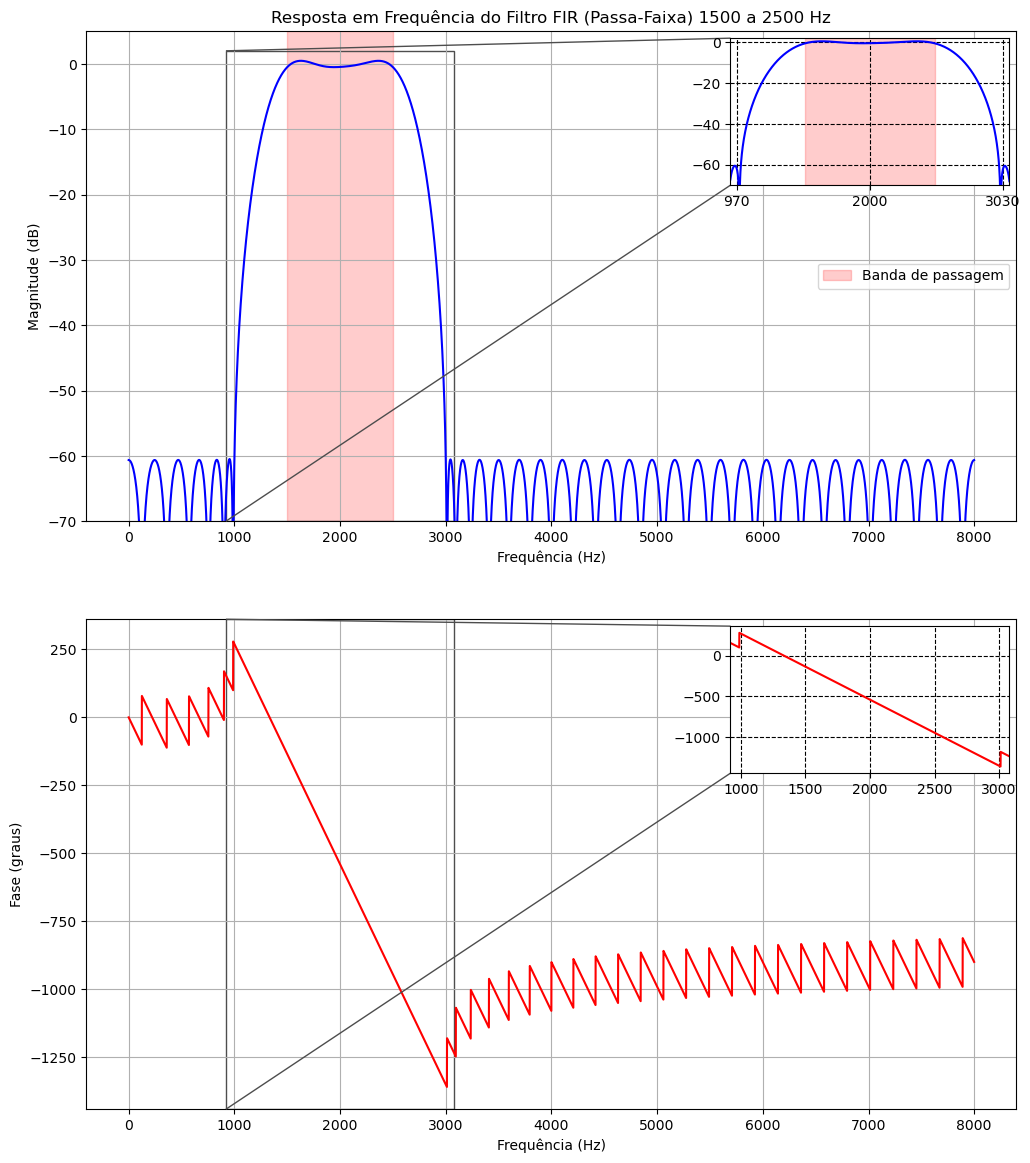 Resposta em Frequência do Filtro FIR (Passa-Faixa) 1500 a 2500 Hz
0
−10
−20
−30
−40
−50
−60
−70
Magnitude (dB)
0
−20
−40
−60
970 2000 3030
Banda de passagem
0 1000 2000 3000 4000 5000 6000 7000 8000
Frequência (Hz)
250
0
−250
−500
−750
−1000
−1250
Fase (graus)
0
−500
−1000
1000 1500 2000 2500 3000
0 1000 2000 3000 4000 5000 6000 7000 8000
Frequência (Hz)